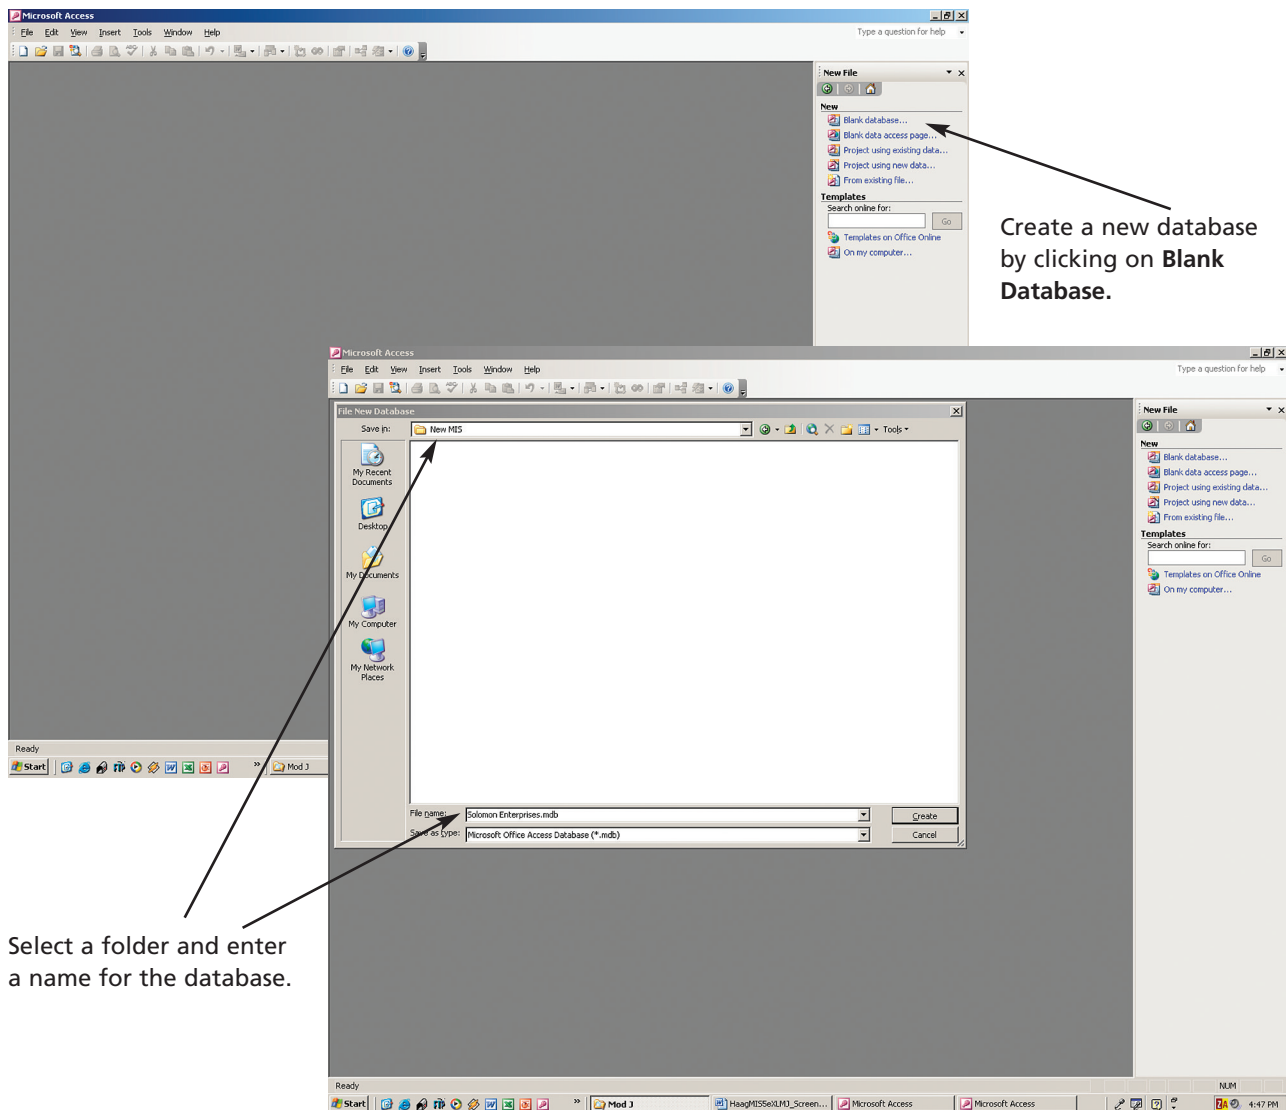 Microsoft Access
File Edit View Insert Tools Window Help
Type a question for help
New File
New
Blank database...
Blank data access page...
Project using existing data...
Project using new data...
From existing file...
Templates
Search online for:
Go
Templates on Office Online
On my computer...
Create a new database
by clicking on Blank
Database.
Ready
Start
Mod J
Microsoft Access
File Edit View Insert Tools Window Help
Type a question for help
File New Database
Save in:
New MIS
Tools
My Recent
Documents
Desktop
My Documents
My Computer
My Network
Places
File name:
Solomon Enterprises.mdb
Create
Save as type:
Microsoft Office Access Database (*.mdb)
Cancel
New File
New
Blank database...
Blank data access page...
Project using existing data...
Project using new data...
From existing file...
Templates
Search online for:
Go
Templates on Office Online
On my computer...
Select a folder and enter
a name for the database.
Ready
NUM
Start
Mod J
HaagMIS5eXLMJ_Screen...
Microsoft Access
Microsoft Access
4:47 PM